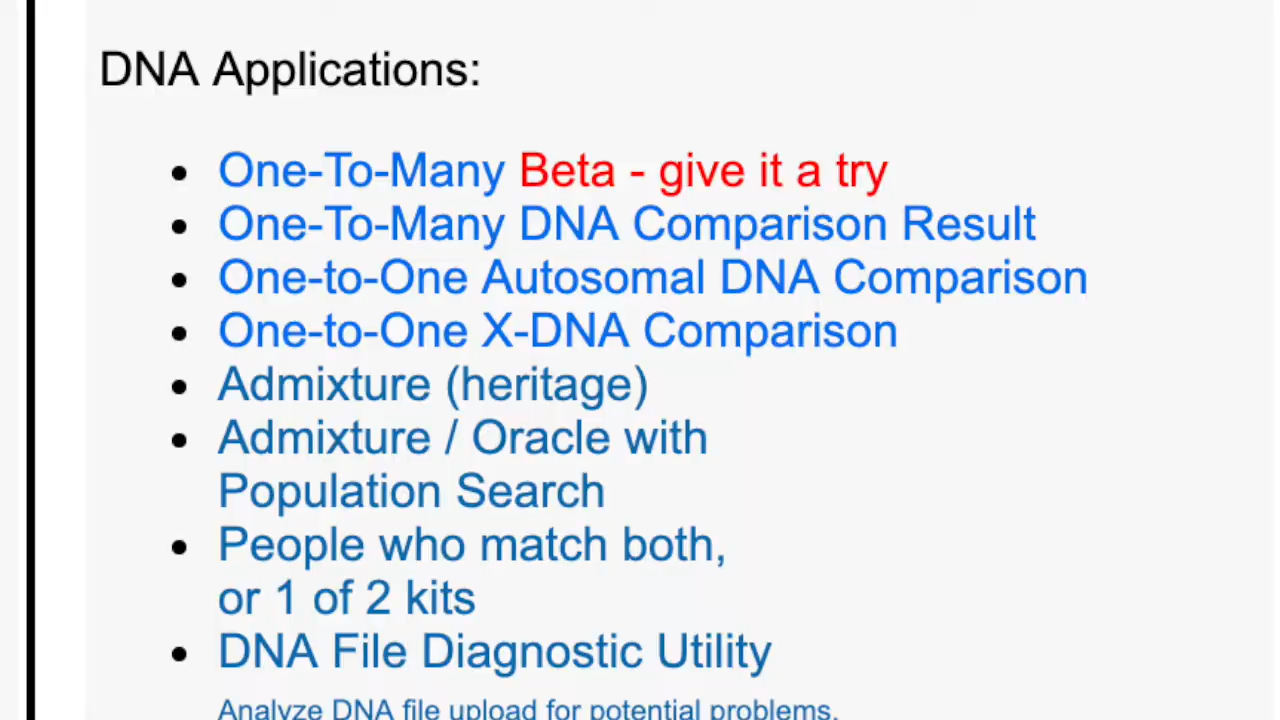 DNA Applications:
One-To-Many Beta - give it a try
One-To-Many DNA Comparison Result
One-to-One Autosomal DNA Comparison
One-to-One X-DNA Comparison
Admixture (heritage)
Admixture / Oracle with
Population Search
People who match both,
or 1 of 2 kits
DNA File Diagnostic Utility
Analyze DNA file upload for potential problems.